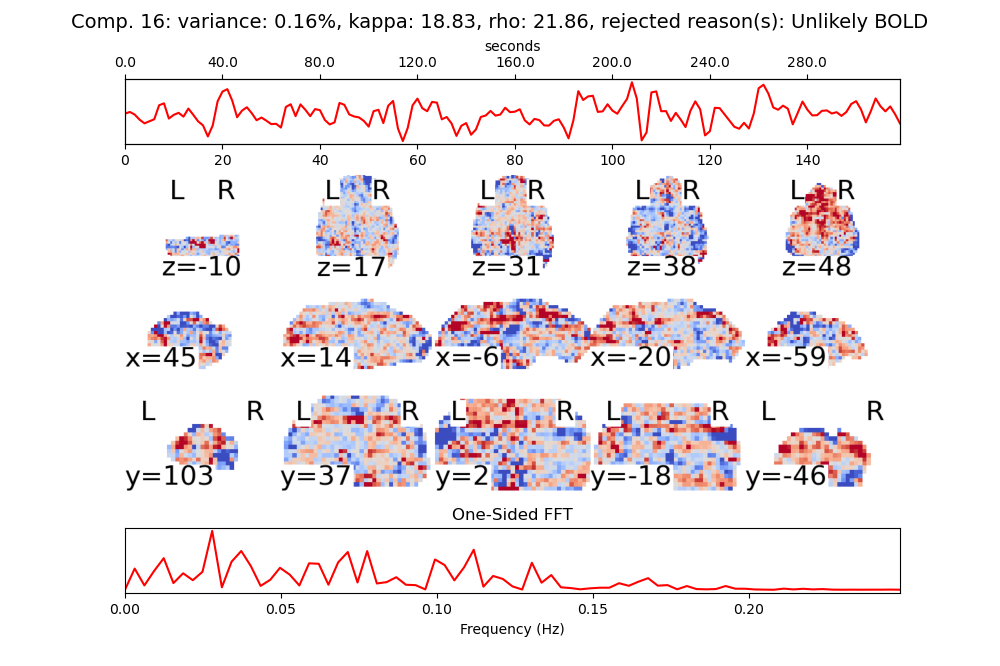 Comp. 16: variance: 0.16%, kappa: 18.83, rho: 21.86, rejected reason(s): Unlikely BOLD
seconds
0.0 40.0 80.0 120.0 160.0 200.0 240.0 280.0
0 20 40 60 80 100 120 140
L R L R L R L R L R
z=-10 z=17 z=31 z=38 z=48
x=45 x=14 x=-6 x=-20 x=-59
L R L R L R L R L R
y=103 y=37 y=2 y=-18 y=-46
One-Sided FFT
0.00 0.05 0.10 0.15 0.20
Frequency (Hz)